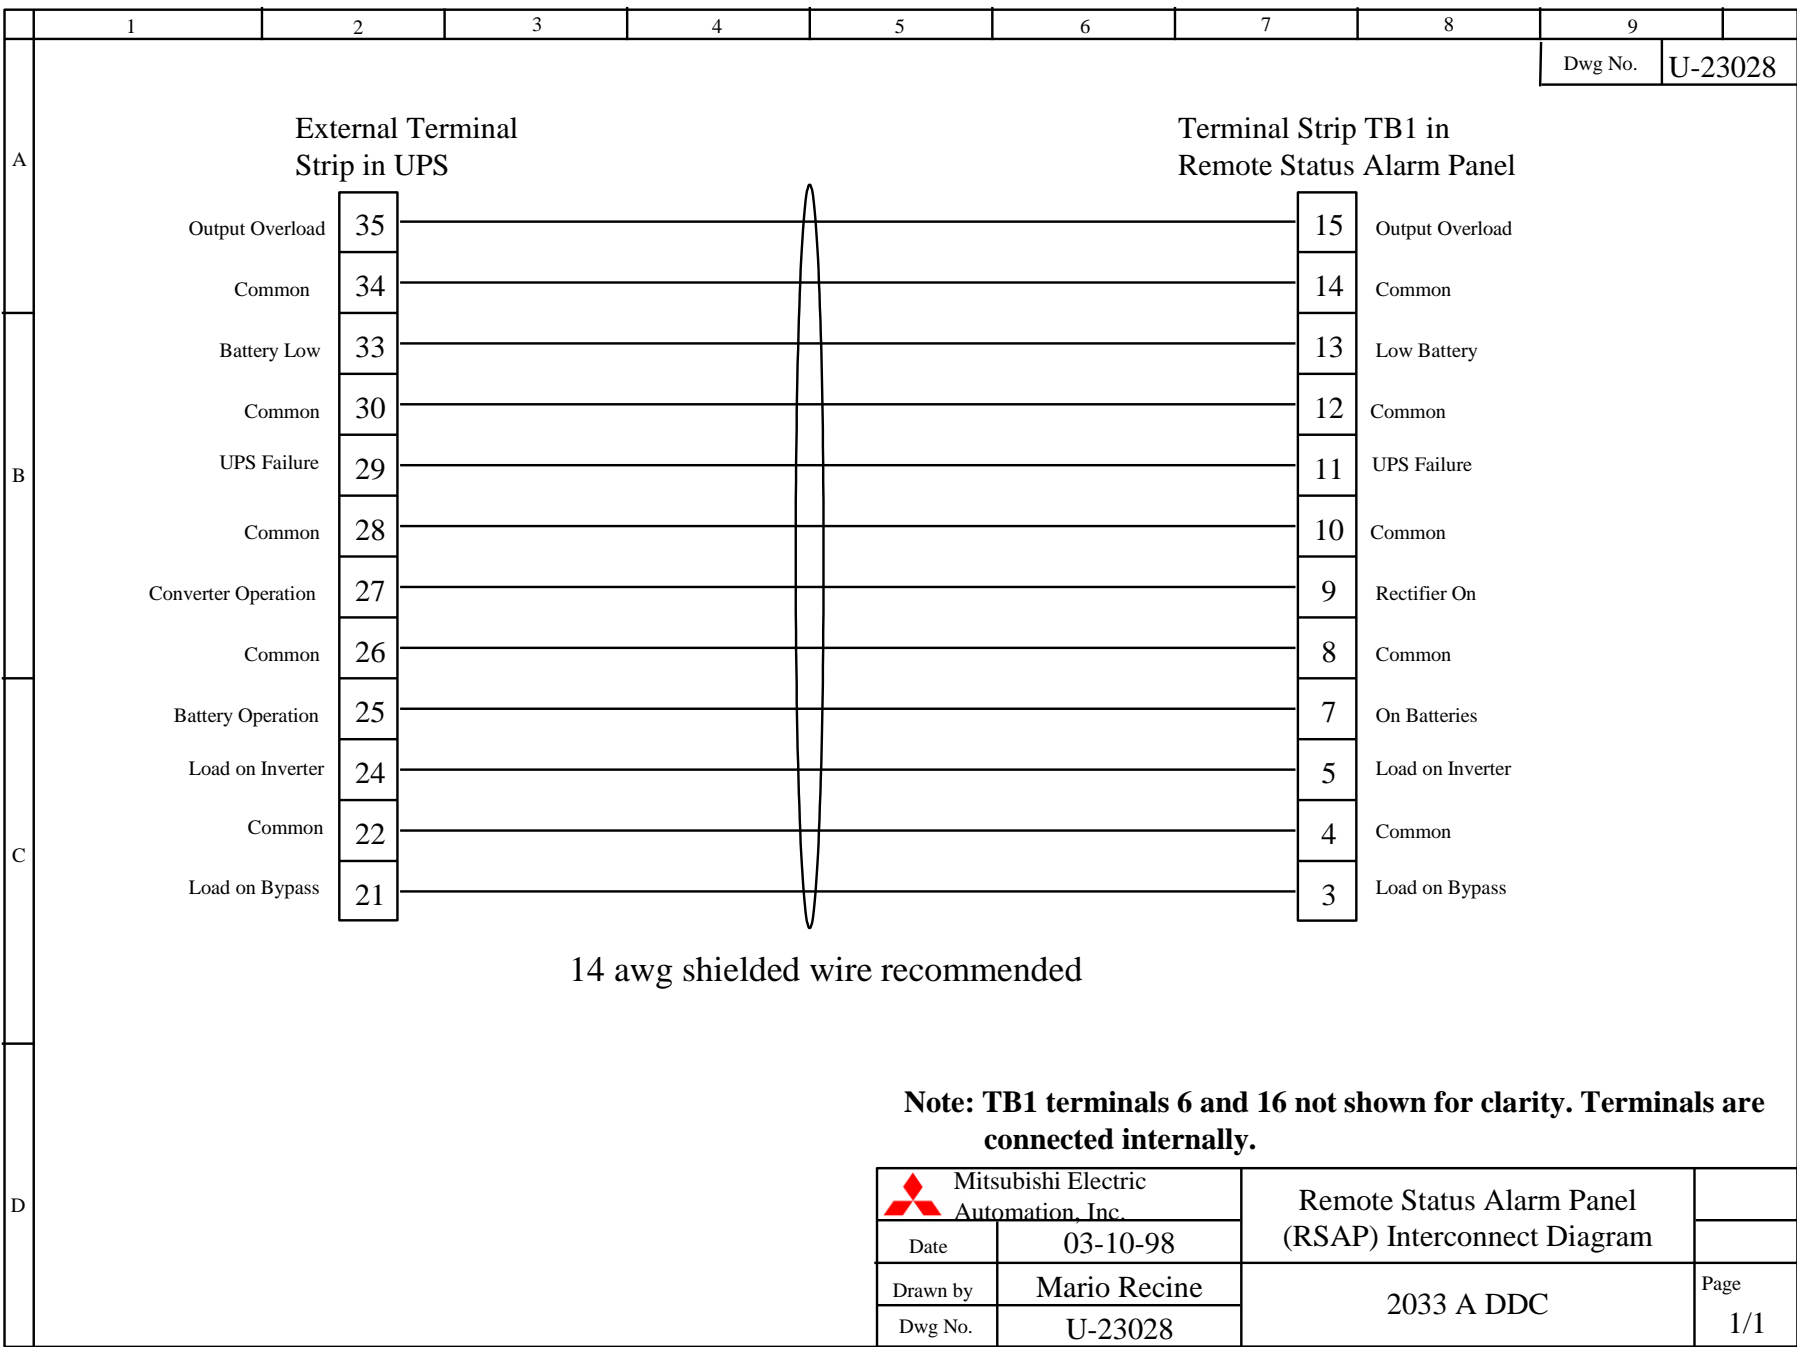 1 2 3 4 5 6 7 8 9
Dwg No. U-23028
External Terminal
Strip in UPS
Terminal Strip TB1 in
Remote Status Alarm Panel
A
Output Overload 35 15 Output Overload
Common 34 14 Common
Battery Low 33 13 Low Battery
Common 30 12 Common
B
UPS Failure 29 11 UPS Failure
Common 28 10 Common
Converter Operation 27 9 Rectifier On
Common 26 8 Common
Battery Operation 25 7 On Batteries
Load on Inverter 24 5 Load on Inverter
Common 22 4 Common
C
Load on Bypass 21 3 Load on Bypass
14 awg shielded wire recommended
Note: TB1 terminals 6 and 16 not shown for clarity. Terminals are
connected internally.
D
Mitsubishi Electric
Automation, Inc.
Remote Status Alarm Panel
(RSAP) Interconnect Diagram
Date 03-10-98
Drawn by Mario Recine
2033 A DDC
Page
1/1
Dwg No. U-23028